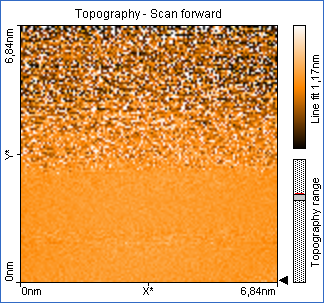 Topography - Scan forward
6,84nm
Y*
0nm
0nm
X*
6,84nm
Line fit 1,17nm
Topography range